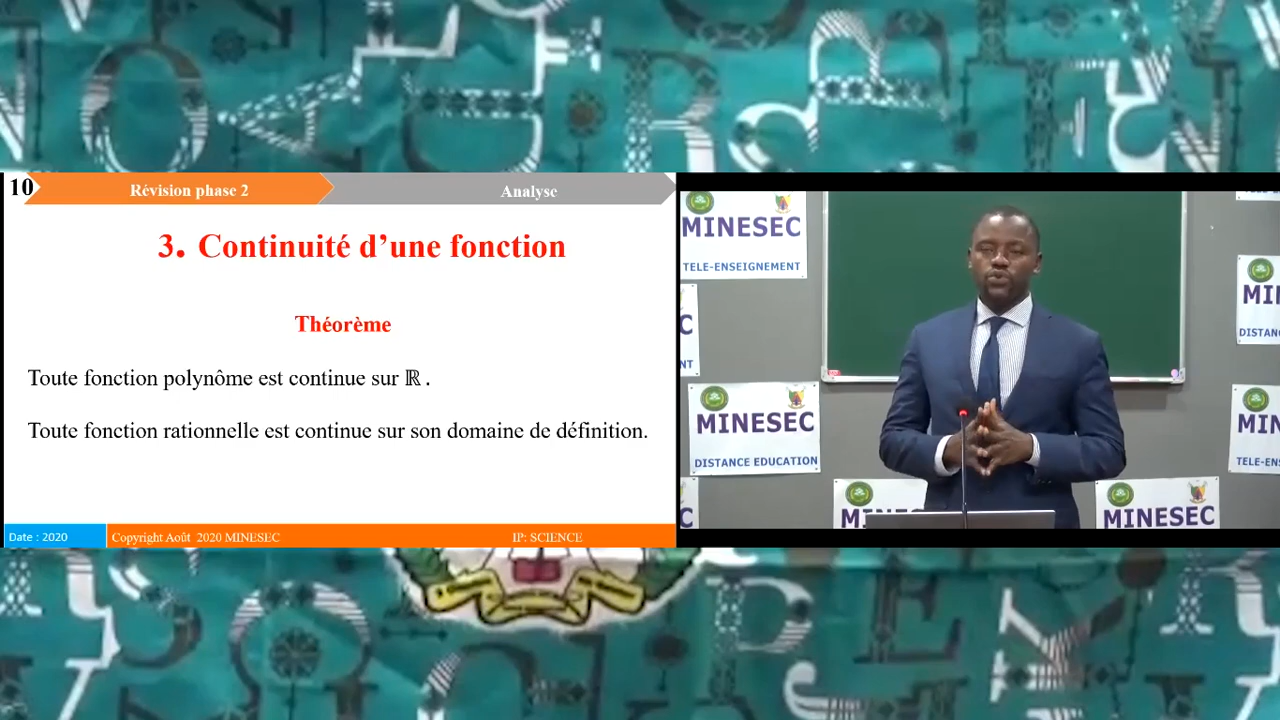 10
Révision phase 2
Analyse
3. Continuité d’une fonction
Théorème
Toute fonction polynôme est continue sur ℝ .
Toute fonction rationnelle est continue sur son domaine de définition.
Date : 2020
Copyright Août 2020 MINESEC
IP: SCIENCE
MINESEC
TELE-ENSEIGNEMENT
MINESEC
DISTANCE EDUCATION
MINESEC